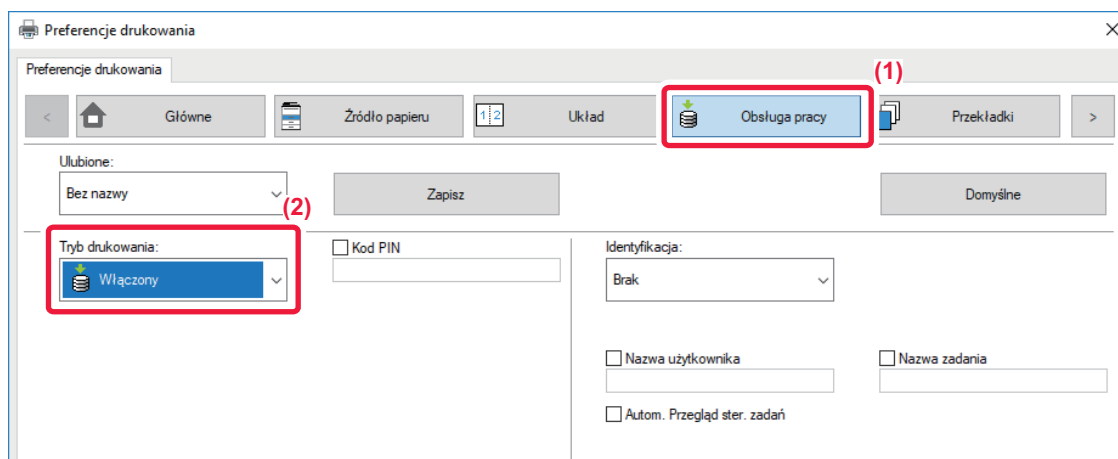 Preferencje drukowania
Preferencje drukowania
(1)
< Główne Źródło papieru 1 2 Układ Obsługa pracy Przekładki >
Ulubione:
Bez nazwy Zapisz Domyślne
(2)
Tryb drukowania: Kod PIN Identyfikacja:
Włączony Brak
Nazwa użytkownika Nazwa zadania
Autom. Przegląd ster. zadań